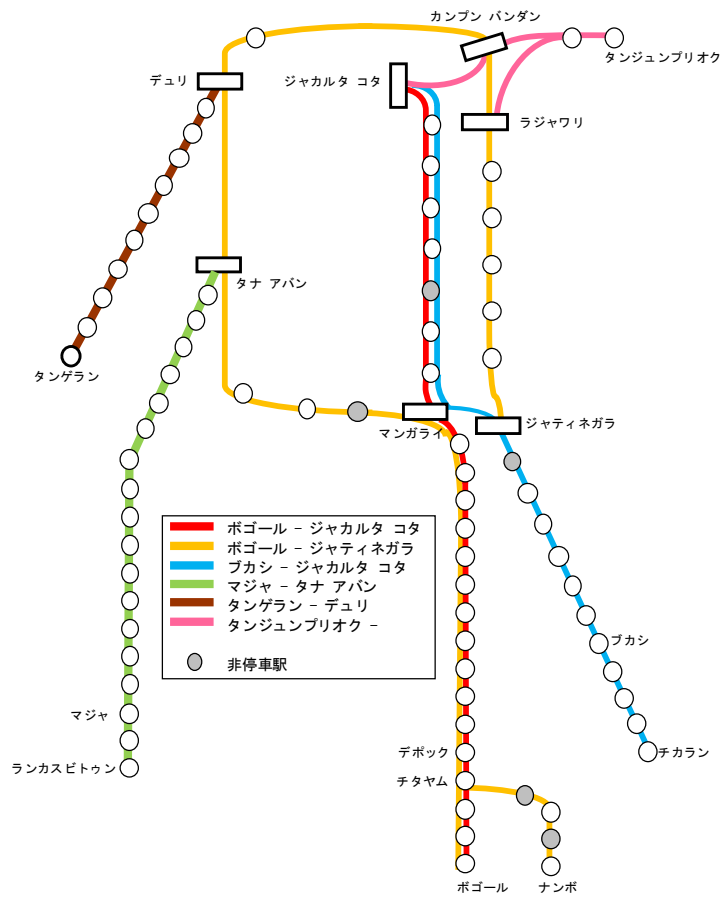 カンプン バンダン
タンジュンプリオク
デュリ
ジャカルタ コタ
ラジャワリ
タナ アバン
タンゲラン
マンガライ
ジャティネガラ
ボゴール － ジャカルタ コタ
ボゴール － ジャティネガラ
ブカシ － ジャカルタ コタ
マジャ － タナ アバン
タンゲラン － デュリ
タンジュンプリオク －
非停車駅
ブカシ
マジャ
デポック
チカラン
ランカスビトゥン
チタヤム
ボゴール
ナンボ